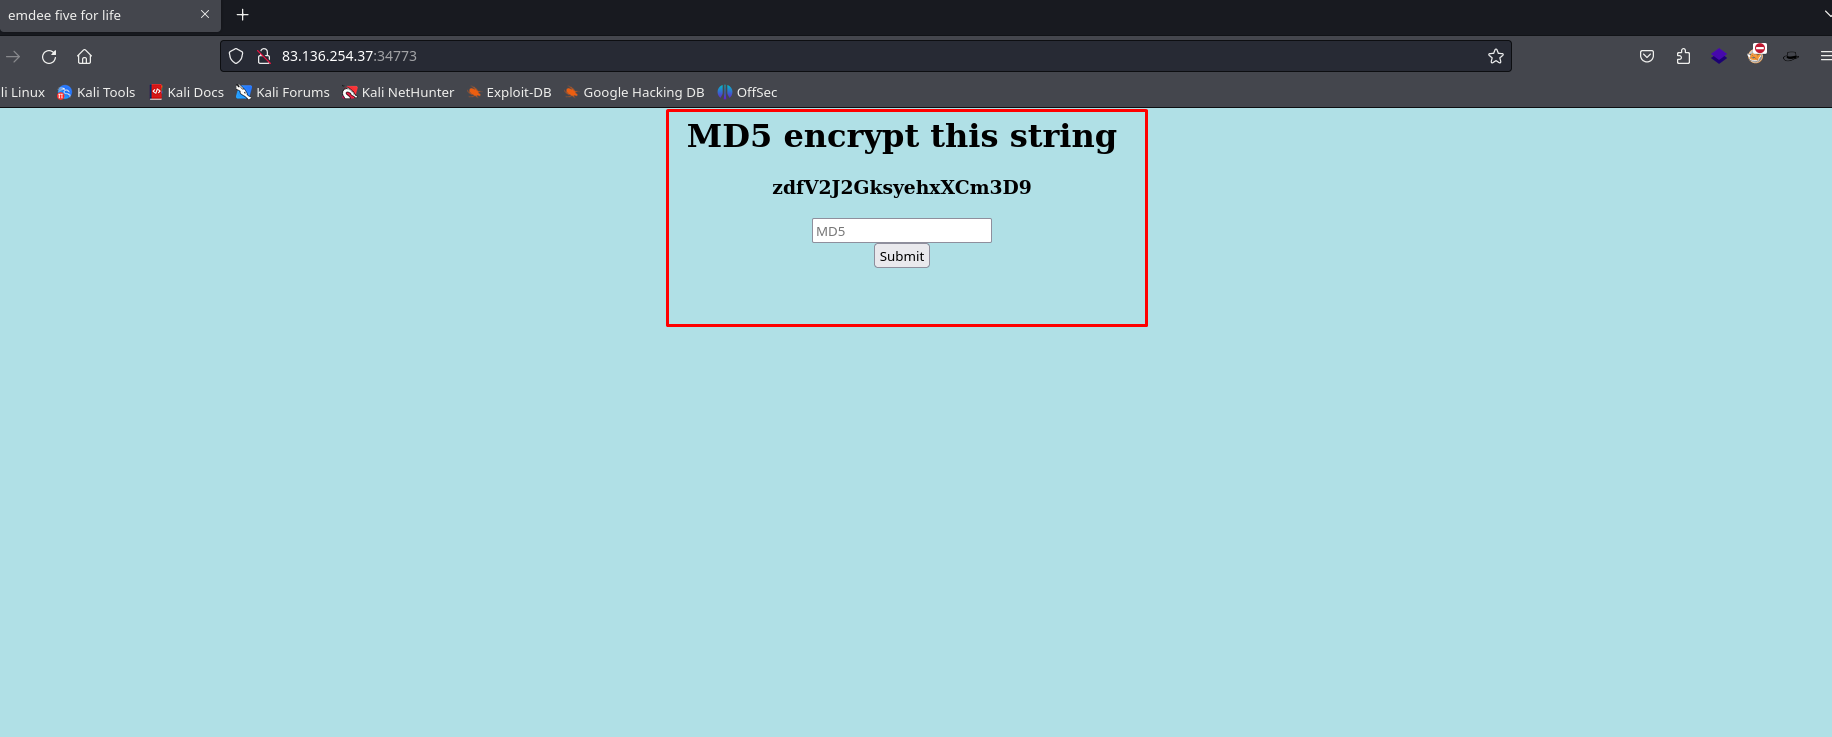 emdee five for life
83.136.254.37:34773
li Linux Kali Tools Kali Docs Kali Forums Kali NetHunter Exploit-DB Google Hacking DB OffSec
MD5 encrypt this string
zdfV2J2GksyehxXCm3D9
MD5
Submit